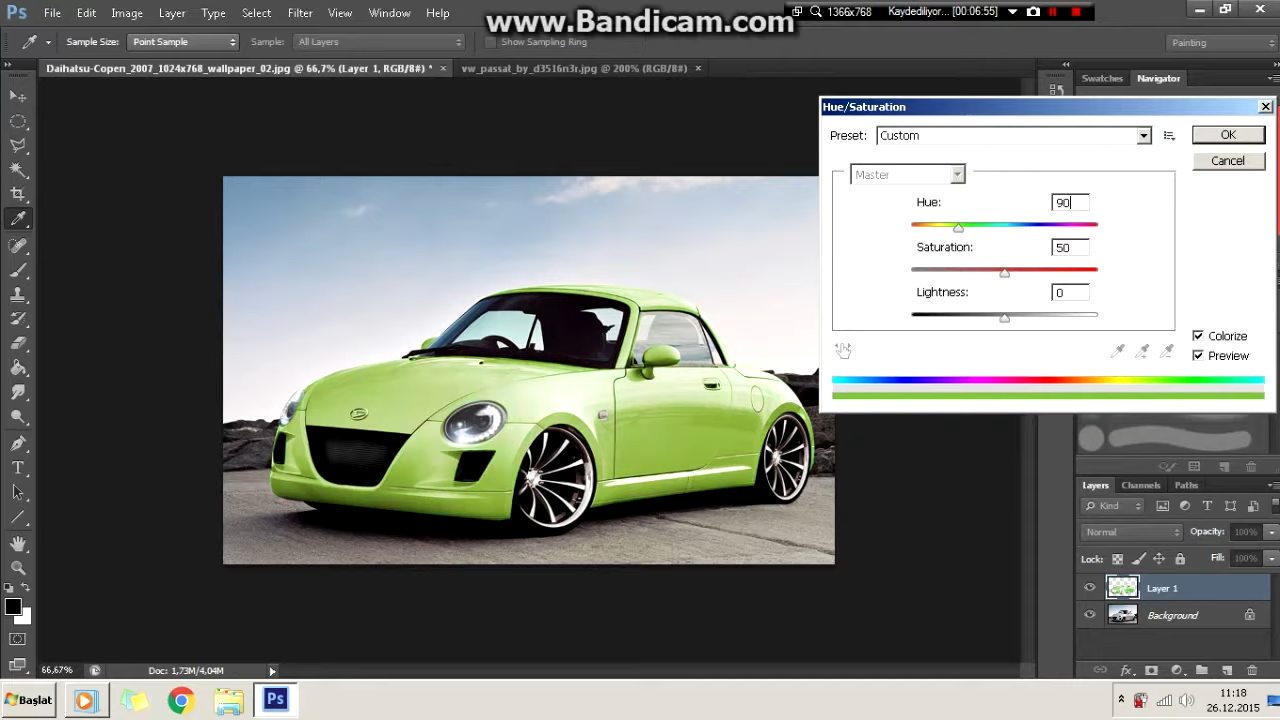 www.Bandicam.com
1366x768 Kaydediliyor... [00:06.55]
Ps File Edit Image Layer Type Select Filter View Window Help
Sample Size: Point Sample Sample: All Layers Show Sampling Ring Painting
Daihatsu-Copen_2007_1024x768_wallpaper_02.jpg @ 66,7% (Layer 1, RGB/8#) * × vw_passat_by_d3516n3r.jpg @ 200% (RGB/8#) ×
Swatches Navigator
Hue/Saturation
Preset: Custom OK
Cancel
Master
Hue: 90
Saturation: 50
Lightness: 0
Colorize
Preview
Layers Channels Paths
Kind
Normal Opacity: 100%
Lock: Fill: 100%
Layer 1
Background
66,67% Doc: 1,73M/4,04M
Başlat Ps
11:18
26.12.2015